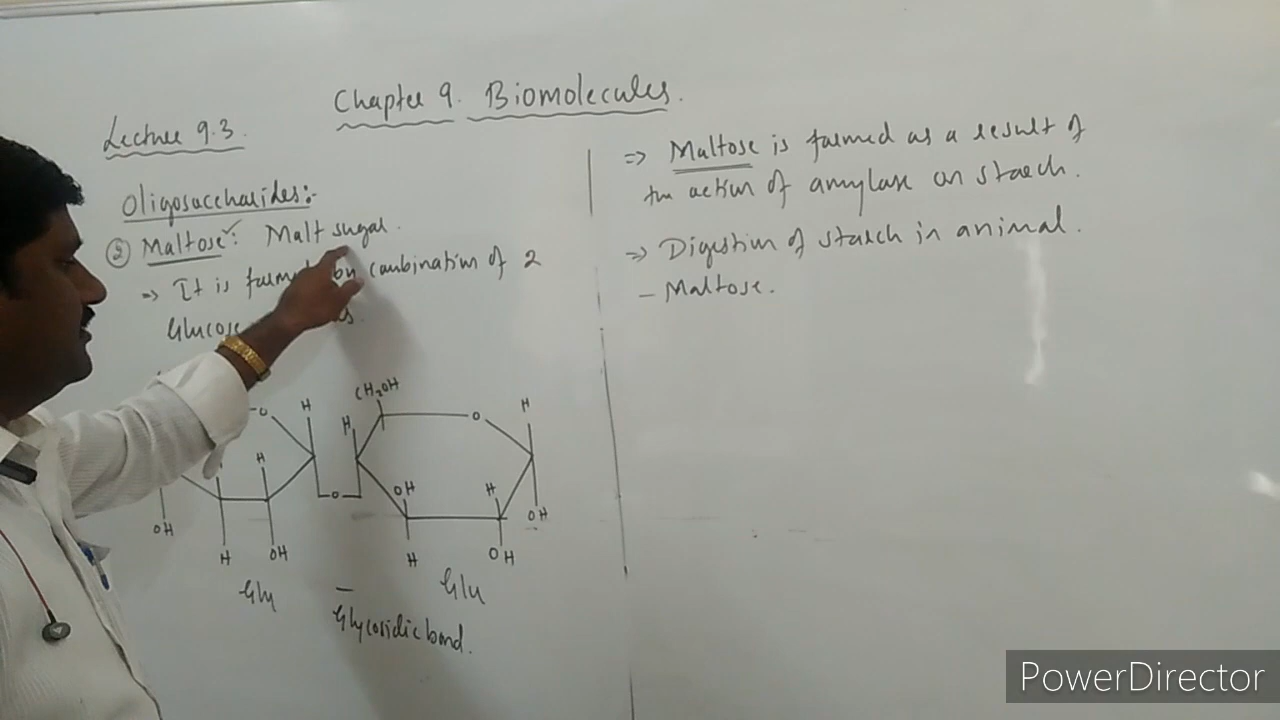 Chapter 9. Biomolecules.
Lecture 9.3
Oligosaccharides:-
② Maltose: Malt sugar.
=> It is formed by combination of 2
Glucose
CH2OH
O H H O H
H OH H
O
OH H OH H OH OH
H OH H
Glu – Glu
Glycosidic bond.
=> Maltose is formed as a result of
the action of amylase on starch.
=> Digestion of starch in animal.
– Maltose.
PowerDirector